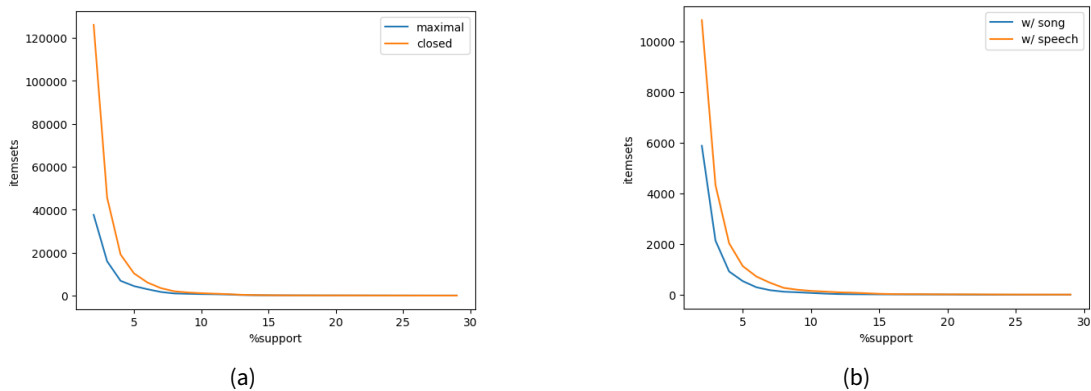 120000
100000
80000
60000
40000
20000
0
itemsets
5 10 15 20 25 30
%support
maximal
closed
(a)
10000
8000
6000
4000
2000
0
itemsets
5 10 15 20 25 30
%support
w/ song
w/ speech
(b)